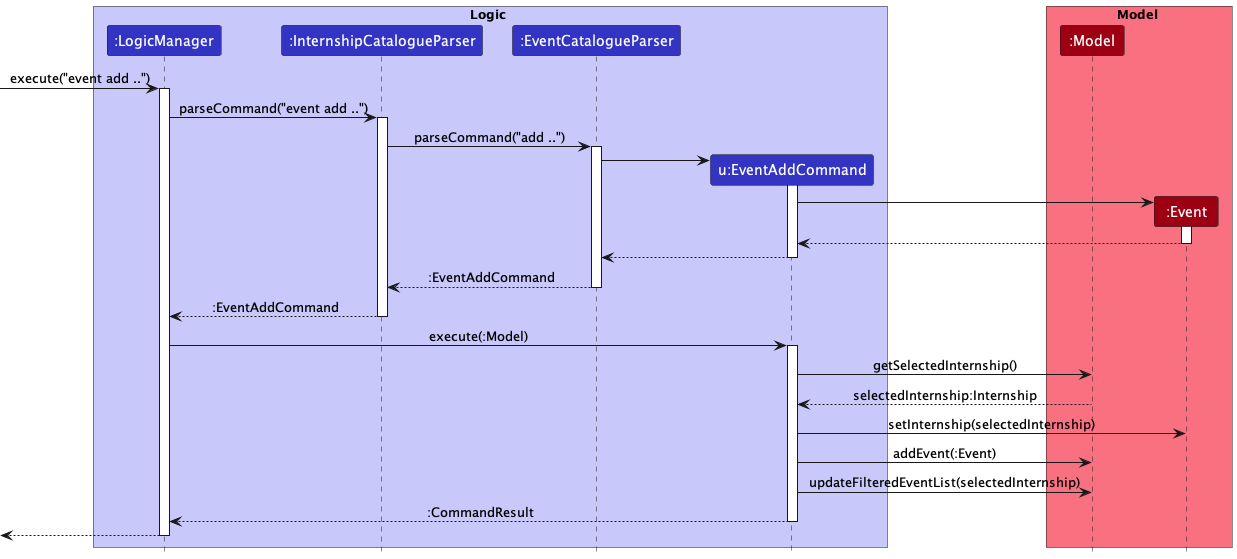 Logic
Model
:LogicManager
:InternshipCatalogueParser
:EventCatalogueParser
:Model
execute("event add ..")
parseCommand("event add ..")
parseCommand("add ..")
u:EventAddCommand
:Event
:EventAddCommand
:EventAddCommand
execute(:Model)
getSelectedInternship()
selectedInternship:Internship
setInternship(selectedInternship)
addEvent(:Event)
updateFilteredEventList(selectedInternship)
:CommandResult